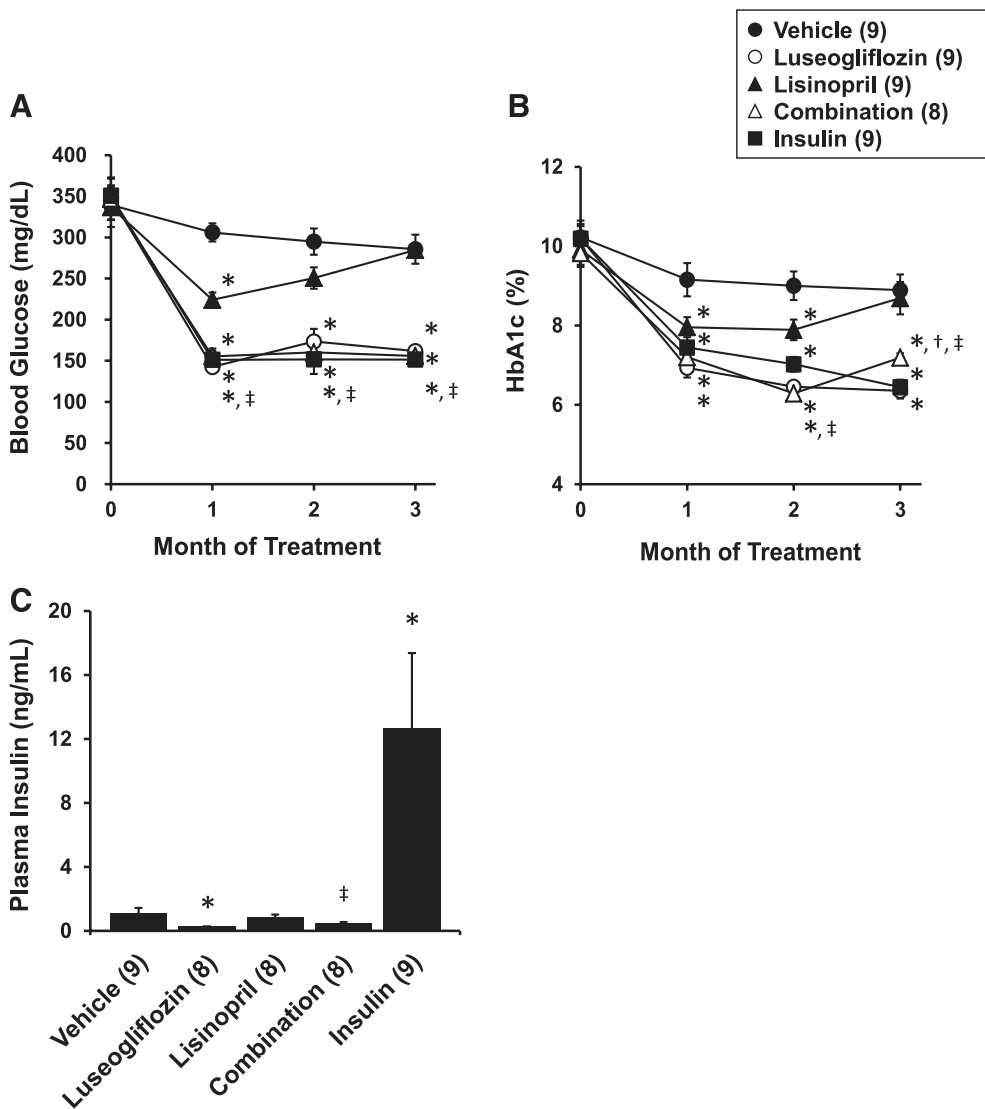 Vehicle (9)
Luseogliflozin (9)
Lisinopril (9)
Combination (8)
Insulin (9)
A
Blood Glucose (mg/dL)
400
350
300
250
200
150
100
50
0
*
*
*
*, ‡
*
*
*, ‡
*
*
*, ‡
0
1
2
3
Month of Treatment
B
HbA1c (%)
12
10
8
6
4
*
*
*
*
*
*
*
*, ‡
*, †, ‡
*
*
0
1
2
3
Month of Treatment
C
Plasma Insulin (ng/mL)
20
16
12
8
4
0
*
‡
*
Vehicle (9)
Luseogliflozin (8)
Lisinopril (8)
Combination (8)
Insulin (9)